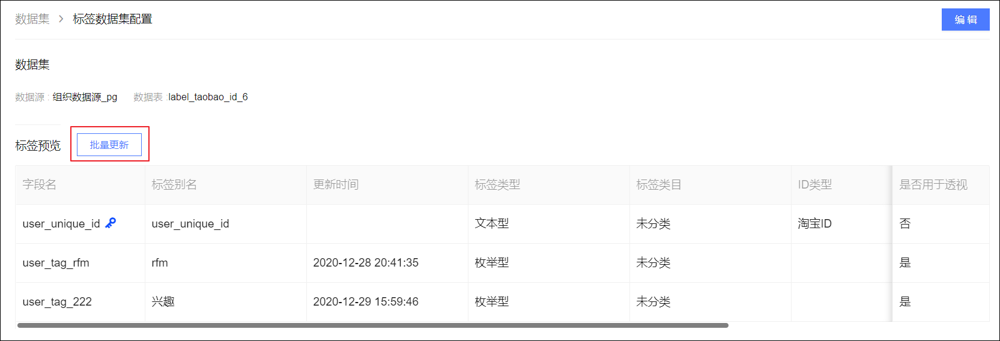 数据集 > 标签数据集配置 编 辑
数据集
数据源 : 组织数据源_pg 数据表 :label_taobao_id_6
标签预览 批量更新
字段名 标签别名 更新时间 标签类型 标签类目 ID类型 是否用于透视
user_unique_id user_unique_id 文本型 未分类 淘宝ID 否
user_tag_rfm rfm 2020-12-28 20:41:35 枚举型 未分类 是
user_tag_222 兴趣 2020-12-29 15:59:46 枚举型 未分类 是